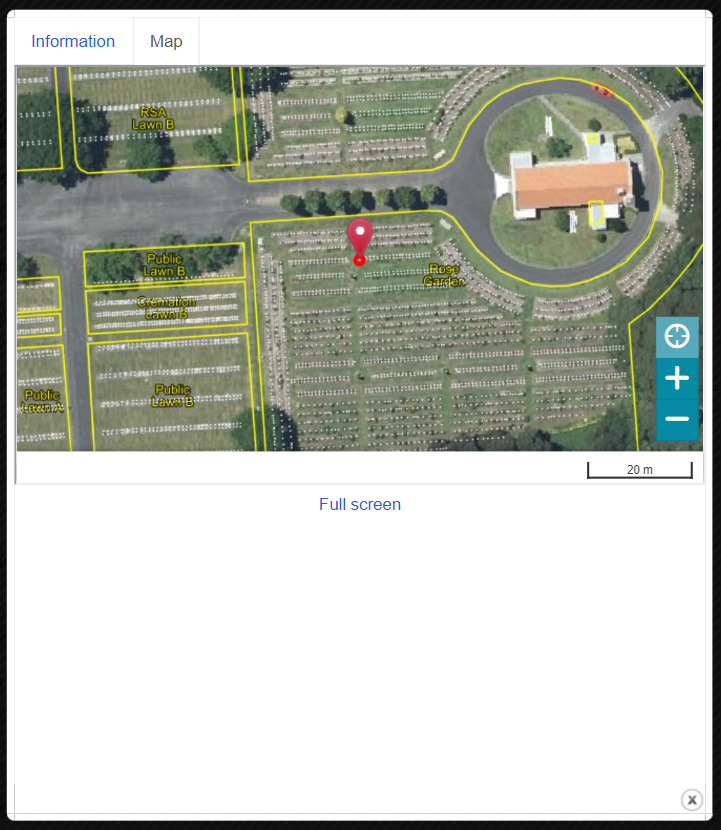 Information
Map
RSA
Lawn B
Public
Lawn B
Rose
Garden
Cremation
Lawn B
Public
Lawn B
Public
Lawn A
20 m
Full screen
x